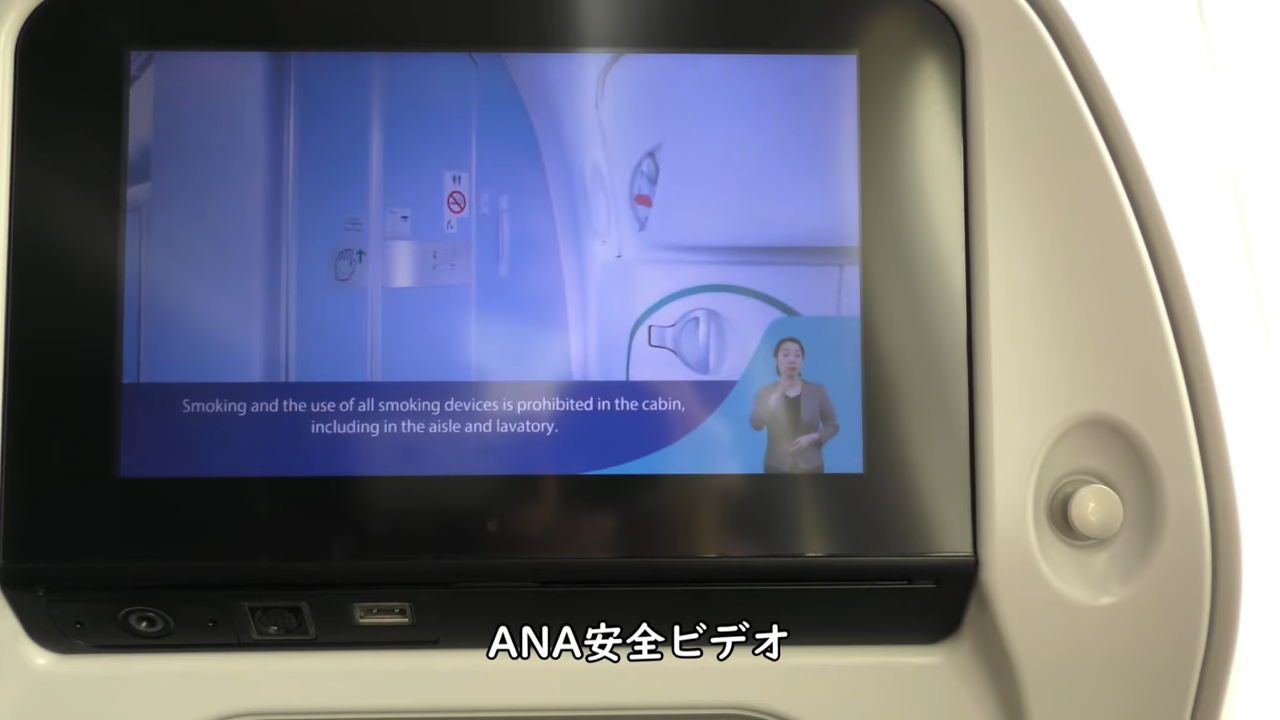 Smoking and the use of all smoking devices is prohibited in the cabin,
including in the aisle and lavatory.
ANA安全ビデオ